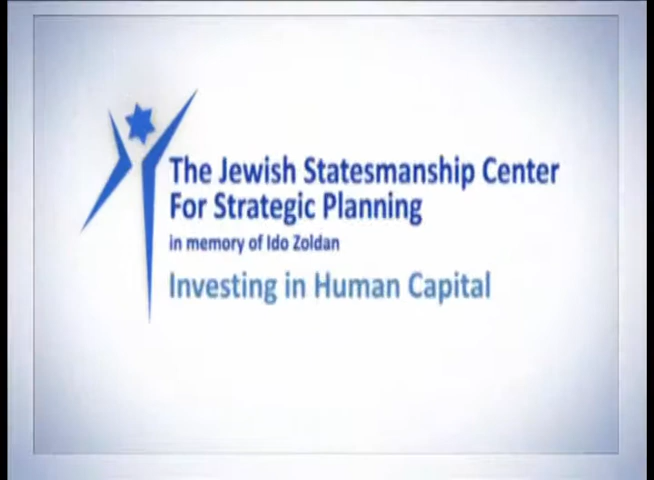 The Jewish Statesmanship Center
For Strategic Planning
in memory of Ido Zoldan
Investing in Human Capital